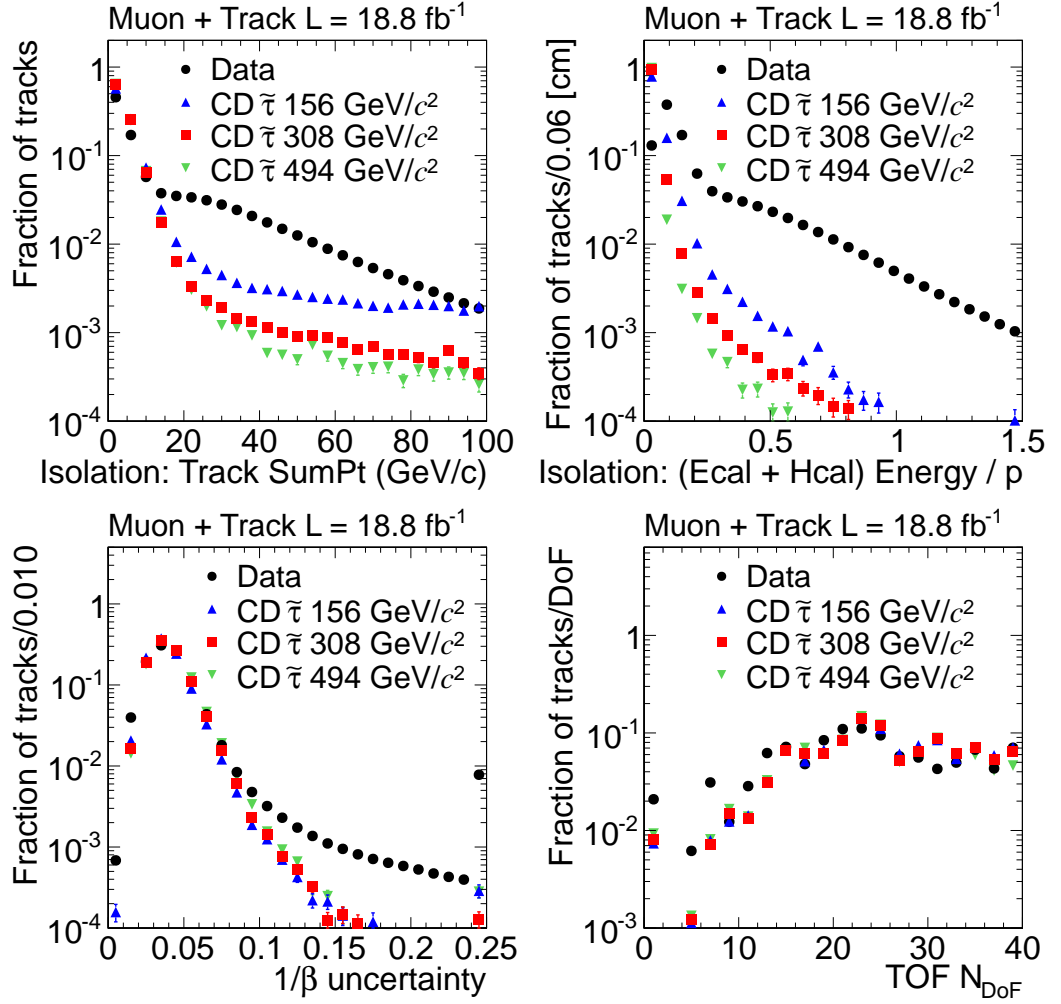 Muon + Track L = 18.8 fb⁻¹
Fraction of tracks
1
10⁻¹
10⁻²
10⁻³
10⁻⁴
Data
CD τ̃ 156 GeV/c²
CD τ̃ 308 GeV/c²
CD τ̃ 494 GeV/c²
0 20 40 60 80 100
Isolation: Track SumPt (GeV/c)
Muon + Track L = 18.8 fb⁻¹
Fraction of tracks/0.06 [cm]
1
10⁻¹
10⁻²
10⁻³
10⁻⁴
Data
CD τ̃ 156 GeV/c²
CD τ̃ 308 GeV/c²
CD τ̃ 494 GeV/c²
0 0.5 1 1.5
Isolation: (Ecal + Hcal) Energy / p
Muon + Track L = 18.8 fb⁻¹
Fraction of tracks/0.010
1
10⁻¹
10⁻²
10⁻³
10⁻⁴
Data
CD τ̃ 156 GeV/c²
CD τ̃ 308 GeV/c²
CD τ̃ 494 GeV/c²
0 0.05 0.1 0.15 0.2 0.25
1/β uncertainty
Muon + Track L = 18.8 fb⁻¹
Fraction of tracks/DoF
1
10⁻¹
10⁻²
10⁻³
Data
CD τ̃ 156 GeV/c²
CD τ̃ 308 GeV/c²
CD τ̃ 494 GeV/c²
0 10 20 30 40
TOF N_DoF